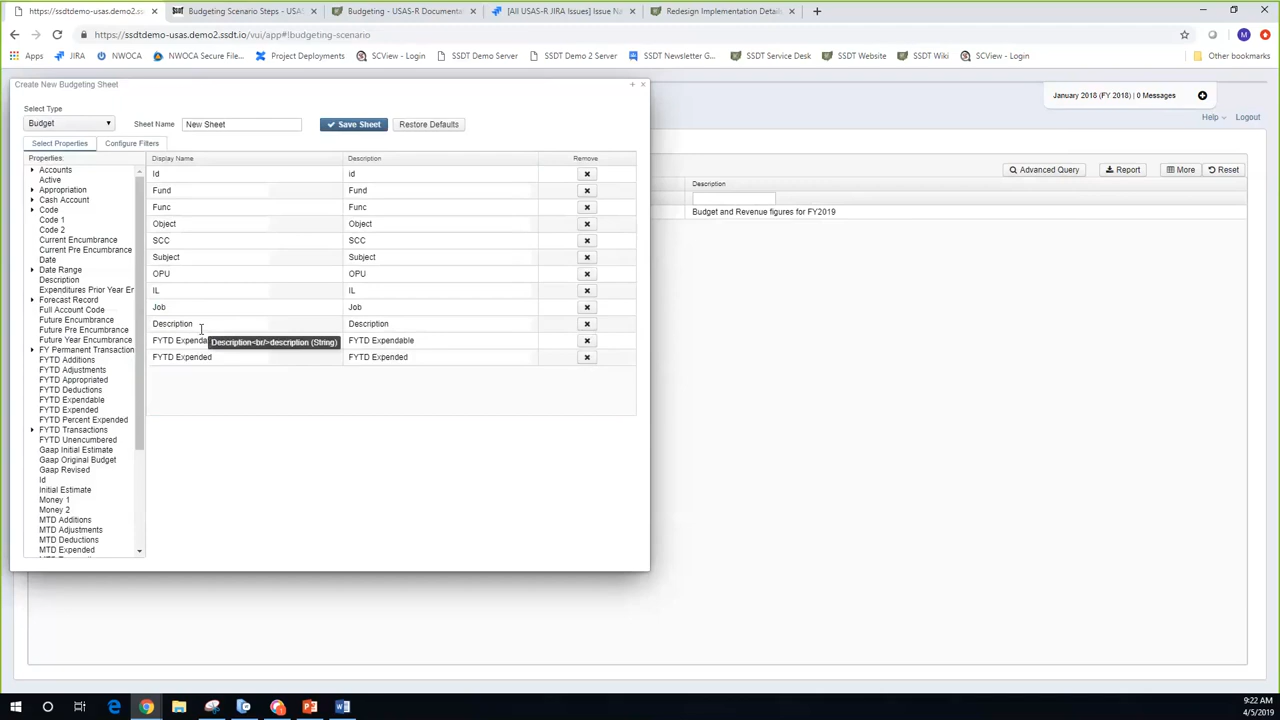 https://ssdtdemo-usas.demo2.ssdt.
Budgeting Scenario Steps - USAS
Budgeting - USAS-R Documentat
[All USAS-R JIRA Issues] Issue Na
Redesign Implementation Detail
https://ssdtdemo-usas.demo2.ssdt.io/vui/app#!budgeting-scenario
M
Apps
JIRA
NWOCA
NWOCA Secure File...
Project Deployments
SCView - Login
SSDT Demo Server
SSDT Demo 2 Server
SSDT Newsletter G...
SSDT Service Desk
SSDT Website
SSDT Wiki
SCView - Login
Other bookmarks
Create New Budgeting Sheet
January 2018 (FY 2018) | 0 Messages
Help
Logout
Select Type
Budget
Sheet Name
New Sheet
Save Sheet
Restore Defaults
Select Properties
Configure Filters
Properties:
Display Name
Description
Remove
Advanced Query
Report
More
Reset
Description
Budget and Revenue figures for FY2019
Accounts
Active
Appropriation
Cash Account
Code
Code 1
Code 2
Current Encumbrance
Current Pre Encumbrance
Date
Date Range
Description
Expenditures Prior Year Er
Forecast Record
Full Account Code
Future Encumbrance
Future Pre Encumbrance
Future Year Encumbrance
FY Permanent Transaction
FYTD Additions
FYTD Adjustments
FYTD Appropriated
FYTD Deductions
FYTD Expendable
FYTD Expended
FYTD Percent Expended
FYTD Transactions
FYTD Unencumbered
Gaap Initial Estimate
Gaap Original Budget
Gaap Revised
Id
Initial Estimate
Money 1
Money 2
MTD Additions
MTD Adjustments
MTD Deductions
MTD Expended
Id id
Fund Fund
Func Func
Object Object
SCC SCC
Subject Subject
OPU OPU
IL IL
Job Job
Description Description
FYTD Expenda FYTD Expendable
Description<br/>description (String)
FYTD Expended FYTD Expended
9:22 AM
4/5/2019